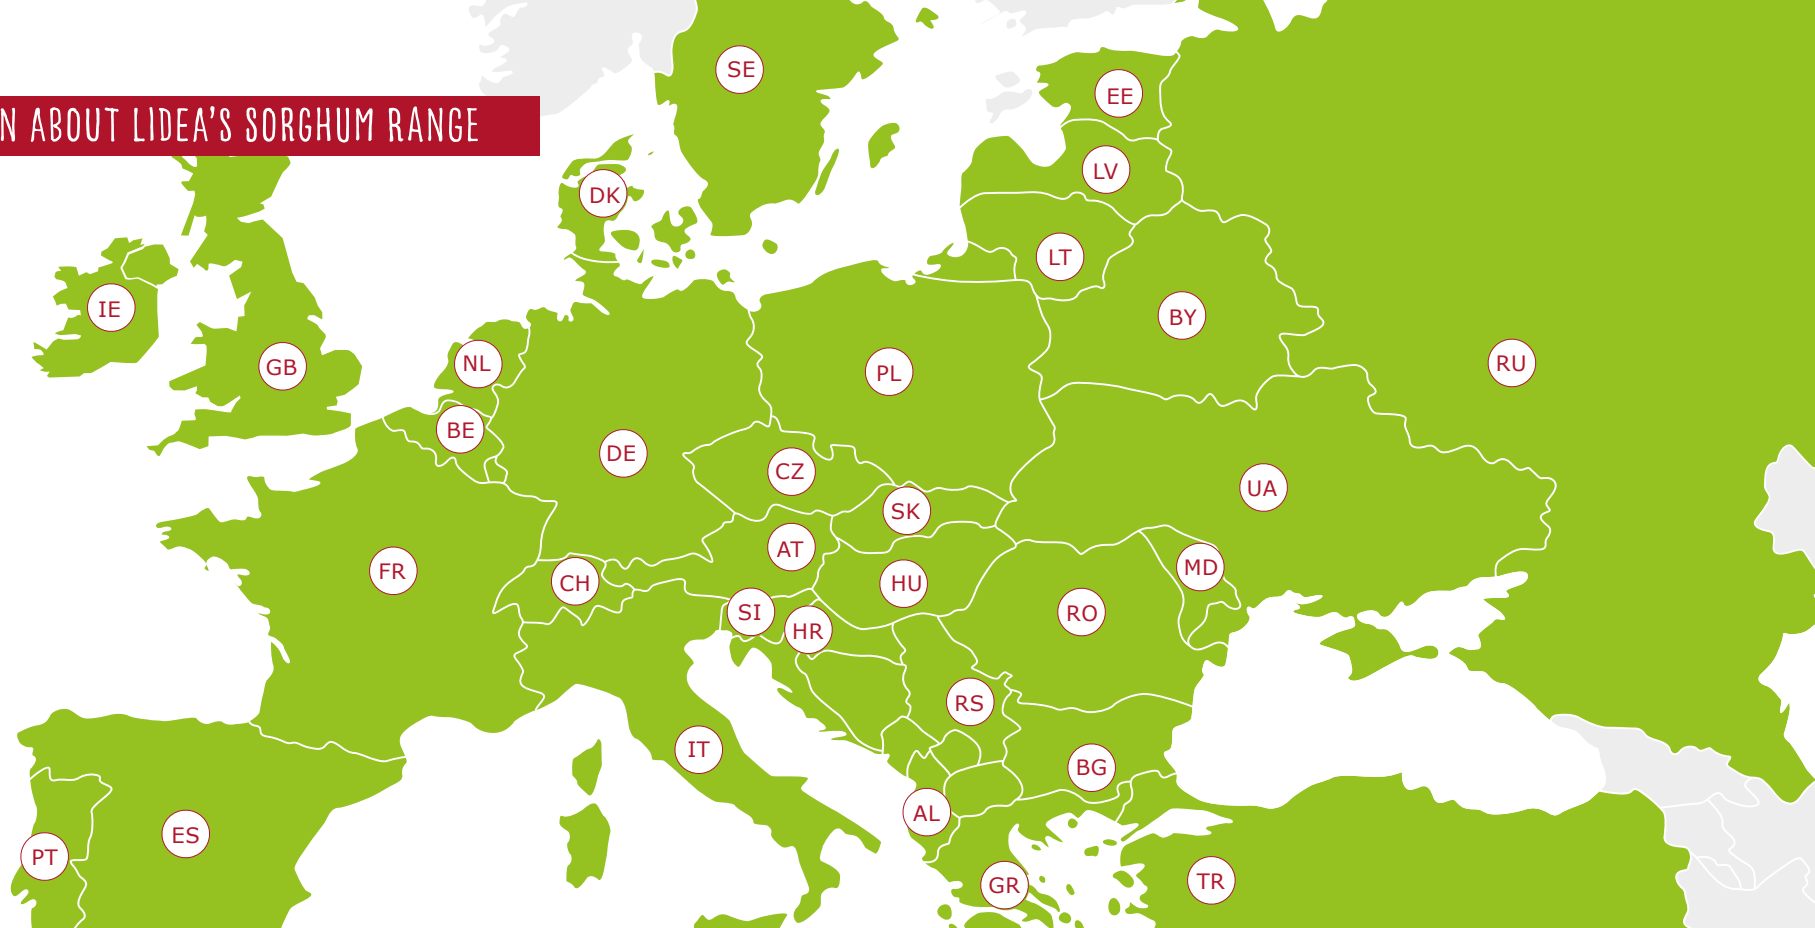 SE
EE
N ABOUT LIDEA'S SORGHUM RANGE
LV
DK
LT
IE
BY
GB
NL
PL
RU
BE
DE
CZ
UA
SK
AT
FR
CH
HU
MD
SI
HR
RO
RS
IT
BG
AL
ES
PT
GR
TR